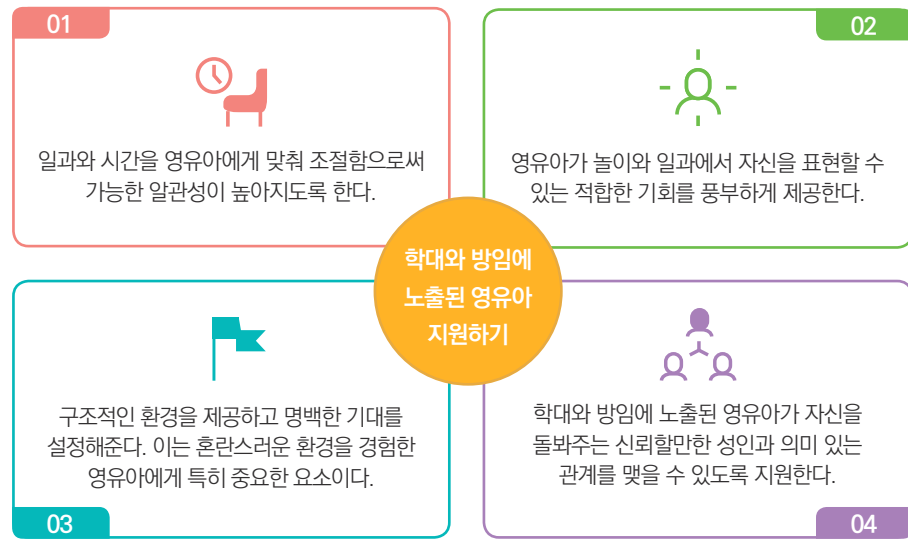 01
일과와 시간을 영유아에게 맞춰 조절함으로써
가능한 알관성이 높아지도록 한다.
02
영유아가 놀이와 일과에서 자신을 표현할 수
있는 적합한 기회를 풍부하게 제공한다.
학대와 방임에
노출된 영유아
지원하기
구조적인 환경을 제공하고 명백한 기대를
설정해준다. 이는 혼란스러운 환경을 경험한
영유아에게 특히 중요한 요소이다.
03
학대와 방임에 노출된 영유아가 자신을
돌봐주는 신뢰할만한 성인과 의미 있는
관계를 맺을 수 있도록 지원한다.
04